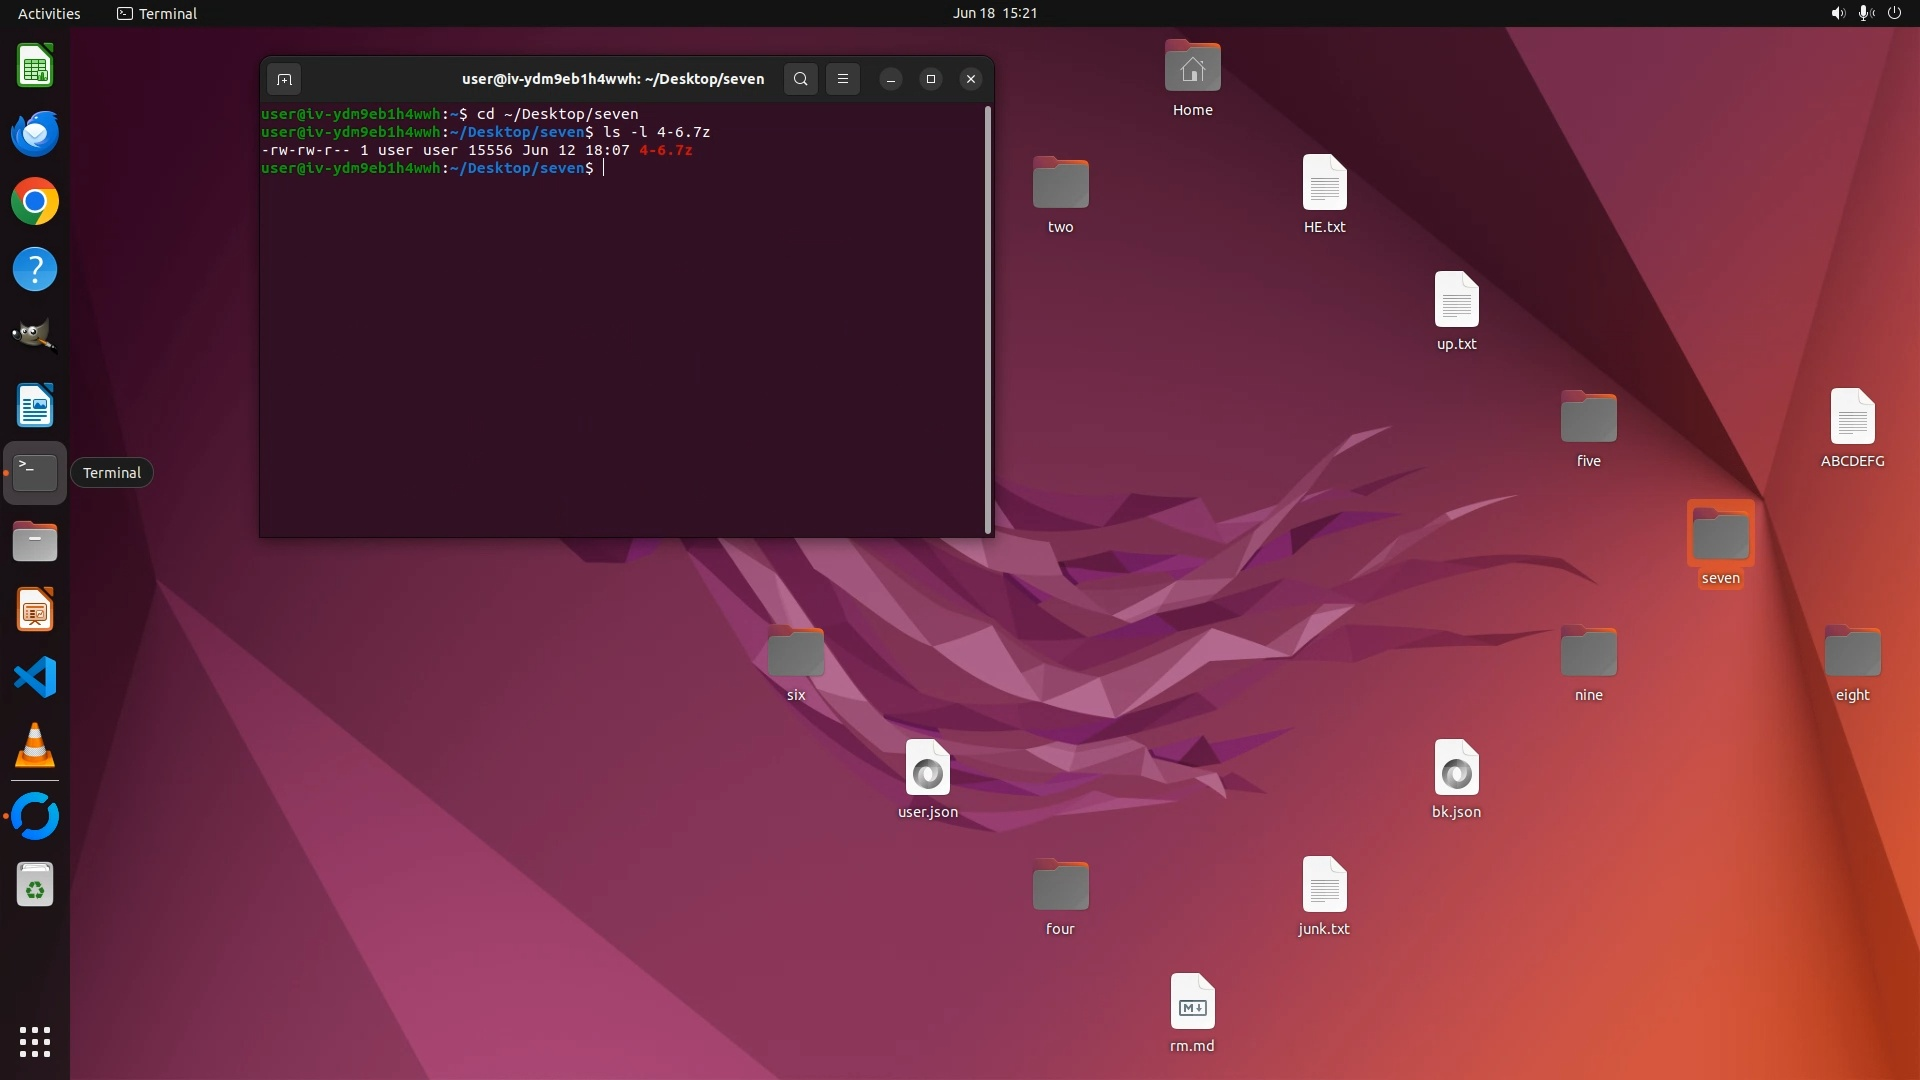 Activities
Terminal
Jun 18 15:21
user@iv-ydm9eb1h4wwh: ~/Desktop/seven
user@iv-ydm9eb1h4wwh:~$ cd ~/Desktop/seven
user@iv-ydm9eb1h4wwh:~/Desktop/seven$ ls -l 4-6.7z
-rw-rw-r-- 1 user user 15556 Jun 12 18:07 4-6.7z
user@iv-ydm9eb1h4wwh:~/Desktop/seven$
Terminal
Home
two
HE.txt
up.txt
five
ABCDEFG
seven
six
nine
eight
user.json
bk.json
four
junk.txt
rm.md